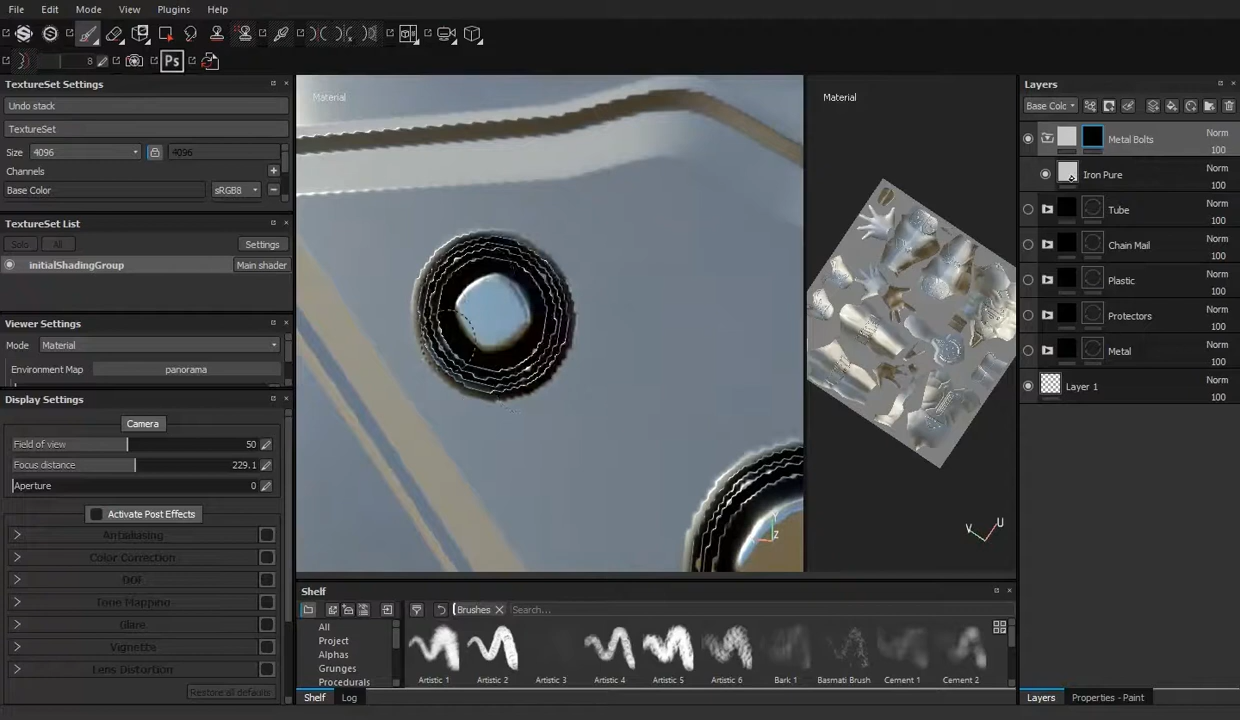 File Edit Mode View Plugins Help
8 Ps
TextureSet Settings
Undo stack
TextureSet
Size 4096 4096
Channels
Base Color sRGB8
TextureSet List
Solo All Settings
initialShadingGroup Main shader
Viewer Settings
Mode Material
Environment Map panorama
Display Settings
Camera
Field of view 50
Focus distance 229.1
Aperture 0
Activate Post Effects
Antialiasing
Color Correction
DOF
Tone Mapping
Glare
Vignette
Lens Distortion
Restore all defaults
Material
Z
Material
V U
Shelf
Brushes Search...
All
Project
Alphas
Grunges
Procedurals
Artistic 1 Artistic 2 Artistic 3 Artistic 4 Artistic 5 Artistic 6 Bark 1 Basmati Brush Cement 1 Cement 2
Shelf Log
Layers
Base Colc
Metal Bolts Norm 100
Iron Pure Norm 100
Tube Norm 100
Chain Mail Norm 100
Plastic Norm 100
Protectors Norm 100
Metal Norm 100
Layer 1 Norm 100
Layers Properties - Paint